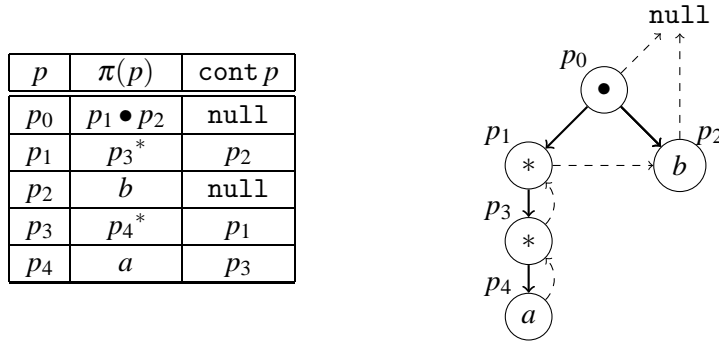 p π(p) cont p
p₀ p₁ • p₂ null
p₁ p₃* p₂
p₂ b null
p₃ p₄* p₁
p₄ a p₃
null
p₀
•
p₁ p₂
* b
p₃
*
p₄
a